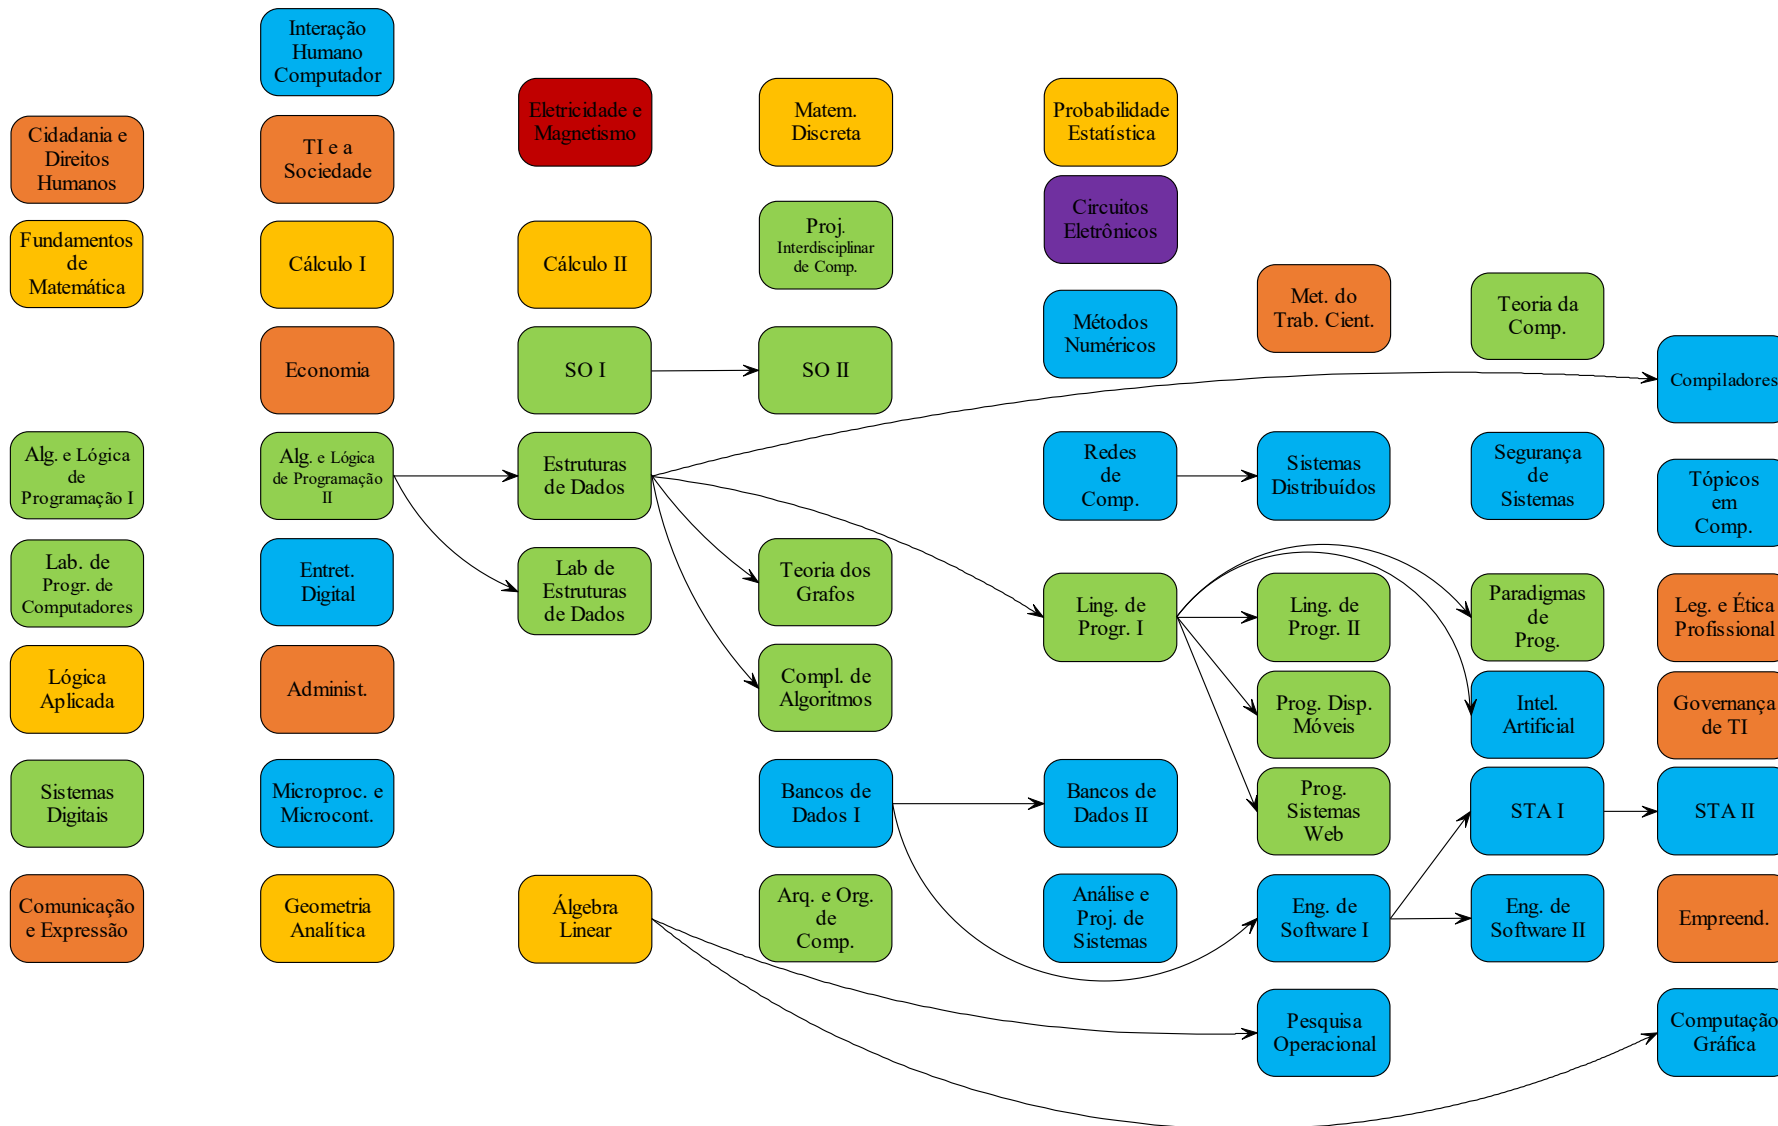 Cidadania e
Direitos
Humanos
Fundamentos
de
Matemática
Alg. e Lógica
de
Programação I
Lab. de
Progr. de
Computadores
Lógica
Aplicada
Sistemas
Digitais
Comunicação
e Expressão
Interação
Humano
Computador
TI e a
Sociedade
Cálculo I
Economia
Alg. e Lógica
de Programação
II
Entret.
Digital
Administ.
Microproc. e
Microcont.
Geometria
Analítica
Eletricidade e
Magnetismo
Cálculo II
SO I
Estruturas
de Dados
Lab de
Estruturas
de Dados
Álgebra
Linear
Matem.
Discreta
Proj.
Interdisciplinar
de Comp.
SO II
Teoria dos
Grafos
Compl. de
Algoritmos
Bancos de
Dados I
Arq. e Org.
de
Comp.
Probabilidade
Estatística
Circuitos
Eletrônicos
Métodos
Numéricos
Redes
de
Comp.
Ling. de
Progr. I
Bancos de
Dados II
Análise e
Proj. de
Sistemas
Met. do
Trab. Cient.
Sistemas
Distribuídos
Ling. de
Progr. II
Prog. Disp.
Móveis
Prog.
Sistemas
Web
Eng. de
Software I
Pesquisa
Operacional
Teoria da
Comp.
Segurança
de
Sistemas
Paradigmas
de
Prog.
Intel.
Artificial
STA I
Eng. de
Software II
Compiladores
Tópicos
em
Comp.
Leg. e Ética
Profissional
Governança
de TI
STA II
Empreend.
Computação
Gráfica